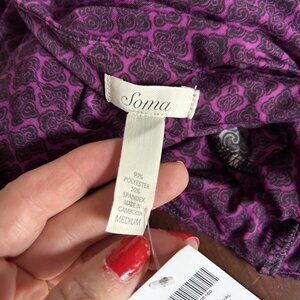 Soma
90%
POLYESTER
10%
SPANDEX
MADE IN
CAMBODIA
MEDIUM